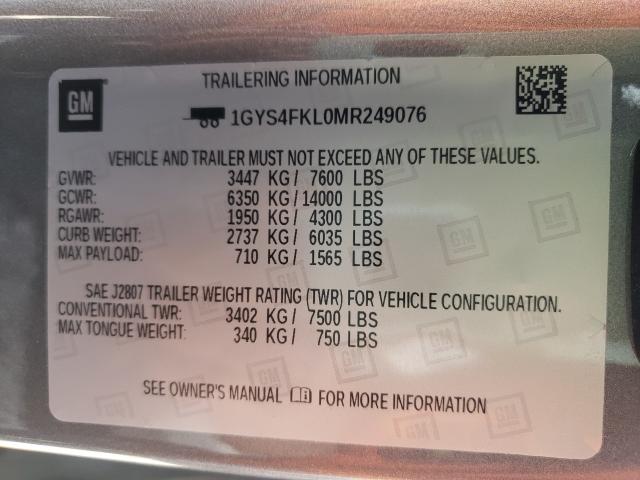 GM
TRAILERING INFORMATION
1GYS4FKL0MR249076
VEHICLE AND TRAILER MUST NOT EXCEED ANY OF THESE VALUES.
GVWR: 3447 KG/ 7600 LBS
GCWR: 6350 KG/14000 LBS
RGAWR: 1950 KG/ 4300 LBS
CURB WEIGHT: 2737 KG/ 6035 LBS
MAX PAYLOAD: 710 KG/ 1565 LBS
SAE J2807 TRAILER WEIGHT RATING (TWR) FOR VEHICLE CONFIGURATION.
CONVENTIONAL TWR: 3402 KG/ 7500 LBS
MAX TONGUE WEIGHT: 340 KG/ 750 LBS
SEE OWNER'S MANUAL FOR MORE INFORMATION